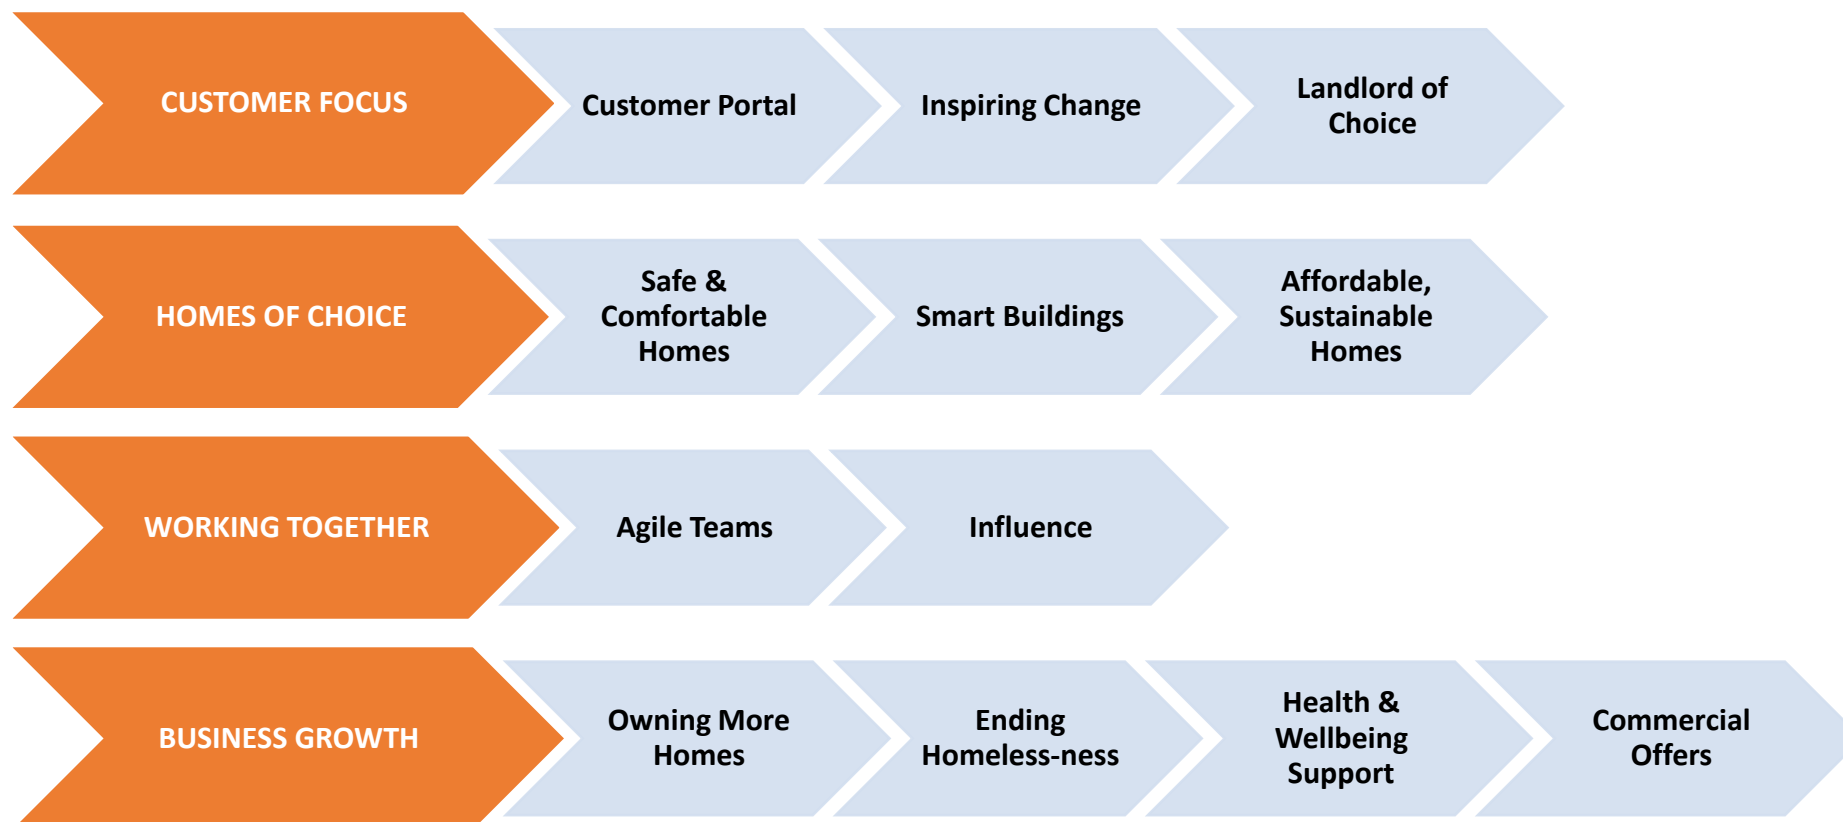 CUSTOMER FOCUS
Customer Portal
Inspiring Change
Landlord of
Choice
HOMES OF CHOICE
Safe &
Comfortable
Homes
Smart Buildings
Affordable,
Sustainable
Homes
WORKING TOGETHER
Agile Teams
Influence
BUSINESS GROWTH
Owning More
Homes
Ending
Homeless-ness
Health &
Wellbeing
Support
Commercial
Offers